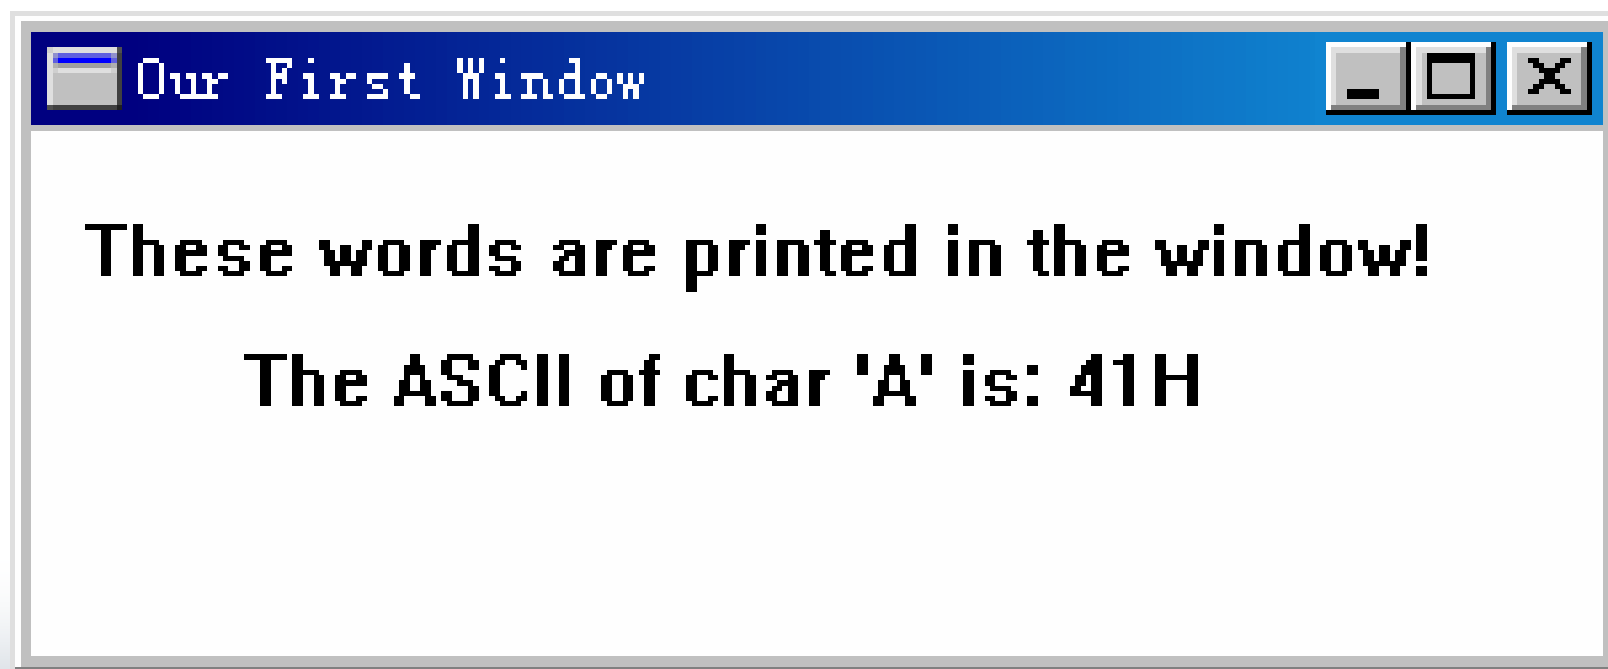 Our First Window
These words are printed in the window!
The ASCII of char 'A' is: 41H